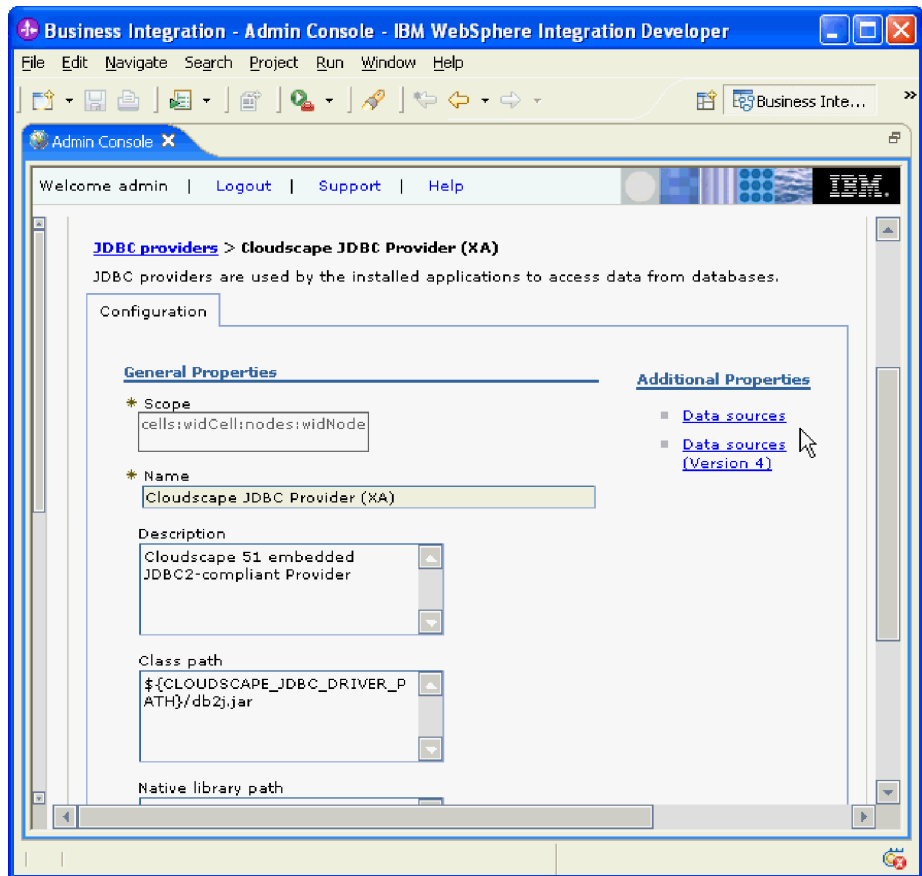 Business Integration - Admin Console - IBM WebSphere Integration Developer
File Edit Navigate Search Project Run Window Help
Business Inte...
Admin Console
Welcome admin | Logout | Support | Help
IBM.
JDBC providers > Cloudscape JDBC Provider (XA)
JDBC providers are used by the installed applications to access data from databases.
Configuration
General Properties
Additional Properties
* Scope
cells:widCell:nodes:widNode
Data sources
Data sources
(Version 4)
* Name
Cloudscape JDBC Provider (XA)
Description
Cloudscape 51 embedded
JDBC2-compliant Provider
Class path
${CLOUDSCAPE_JDBC_DRIVER_P
ATH}/db2j.jar
Native library path